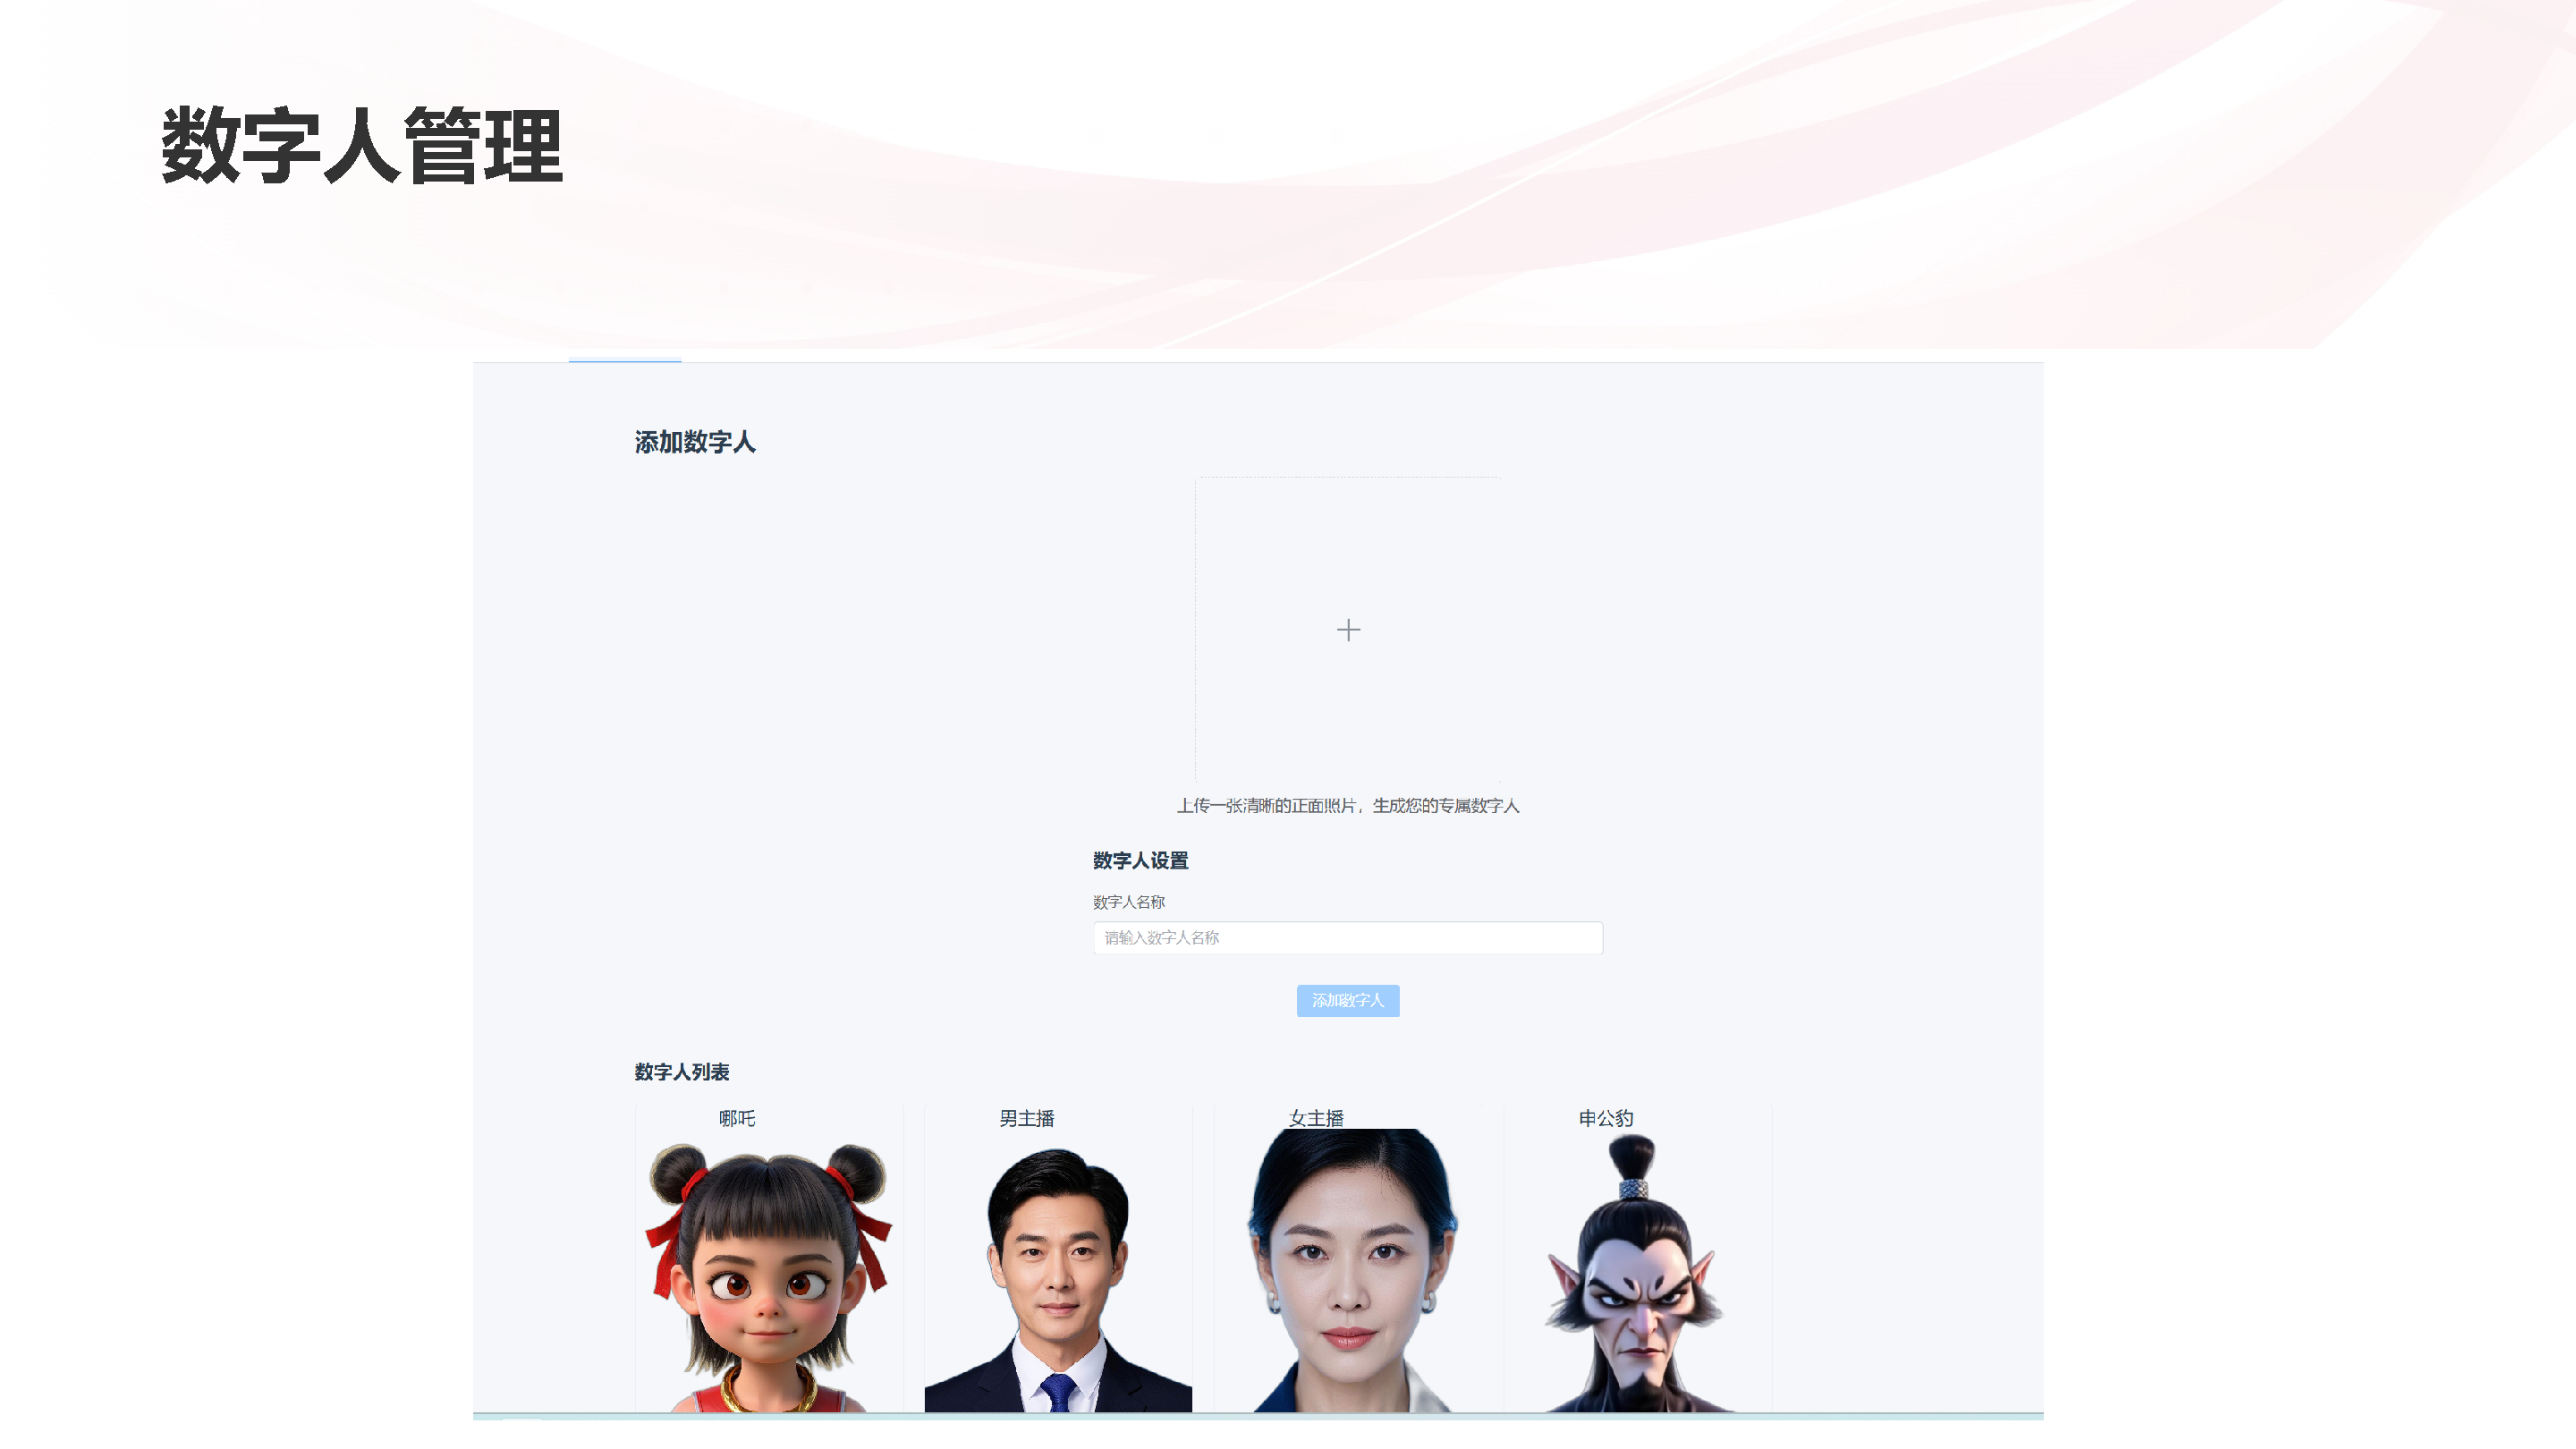 数字人管理
添加数字人
上传一张清晰的正面照片，生成您的专属数字人
数字人设置
数字人名称
请输入数字人名称
添加数字人
数字人列表
哪吒
男主播
女主播
申公豹